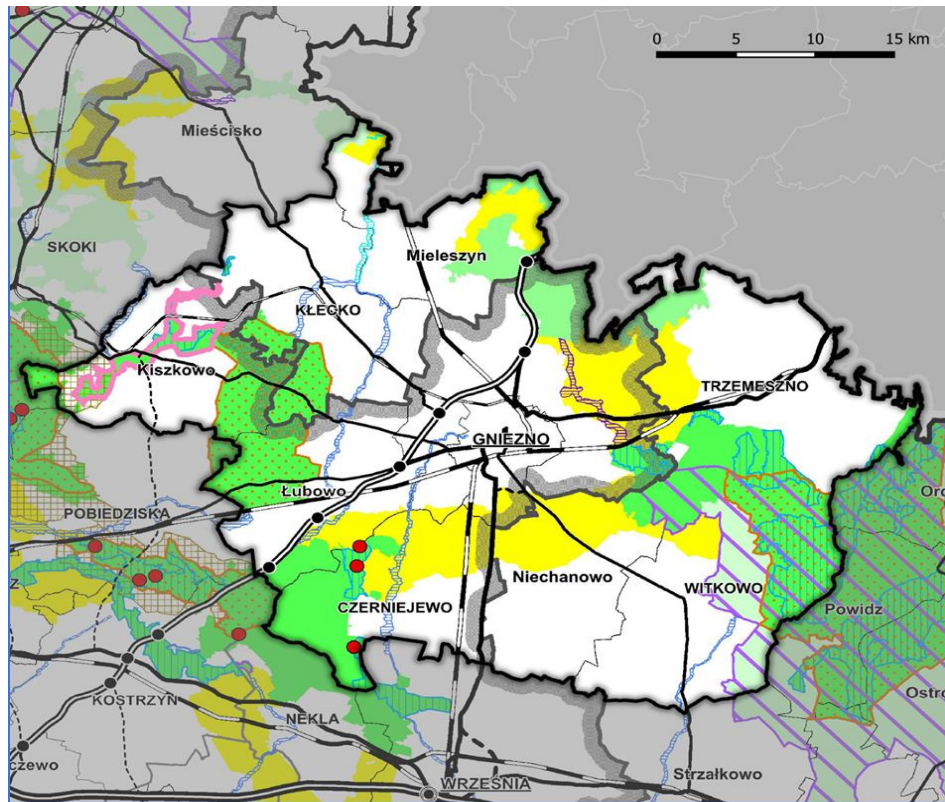 0 5 10 15 km
Mieścisko
SKOKI
Mieleszyn
KŁECKO
Kiszkowo
TRZEMESZNO
GNIEZNO
Łubowo
POBIEDZISKA
Niechanowo
WITKOWO
CZERNIEJEWO
Powidz
KOSTRZYN
NEKLA
Strzałkowo
WRZEŚNIA